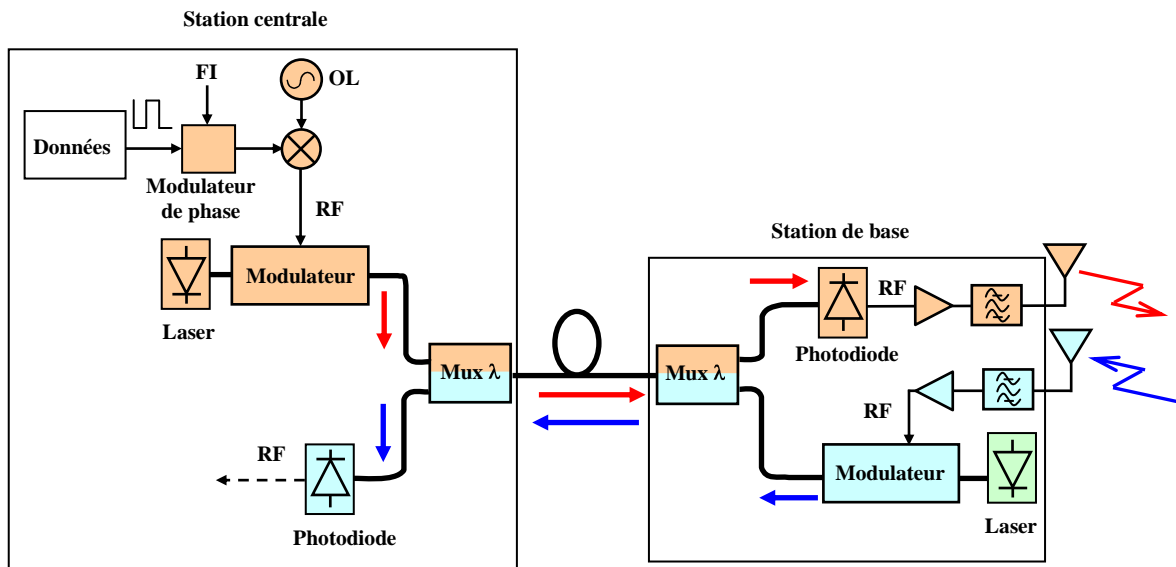 Station centrale
FI
OL
Données
Modulateur
de phase
RF
Modulateur
Laser
Mux λ
RF
Photodiode
Station de base
Mux λ
RF
Photodiode
RF
Modulateur
Laser